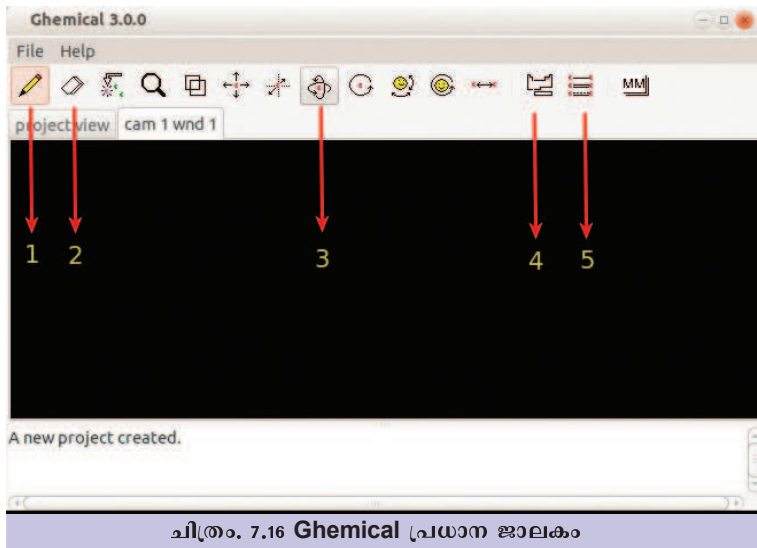 Ghemical 3.0.0
File Help
MM
project view cam 1 wnd 1
1 2 3 4 5
A new project created.
ചിത്രം. 7.16 Ghemical പ്രധാന ജാലകം